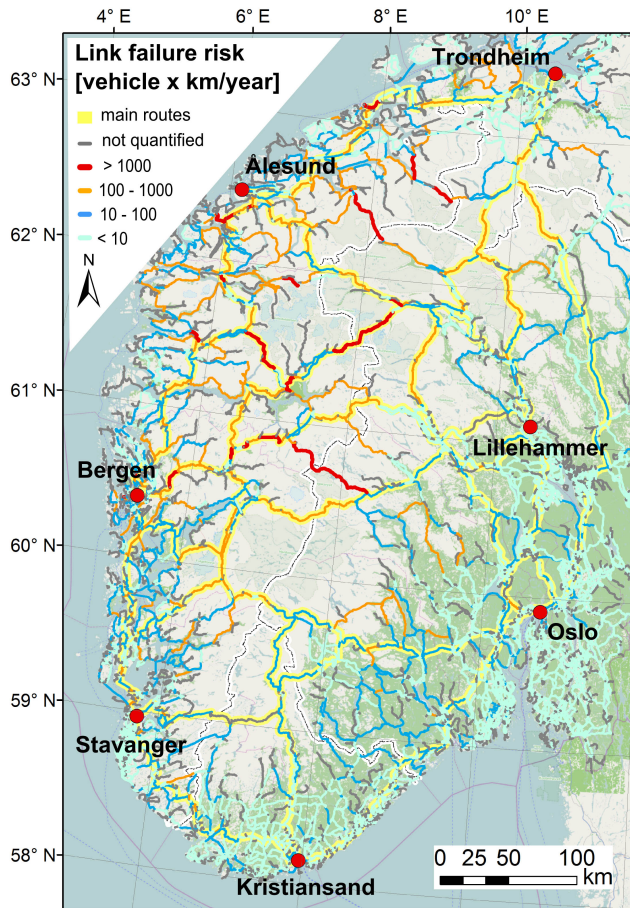 4° E 6° E 8° E 10° E
63° N
62° N
61° N
60° N
59° N
58° N
Link failure risk
[vehicle x km/year]
main routes
not quantified
> 1000
100 - 1000
10 - 100
< 10
N
Trondheim
Ålesund
Lillehammer
Bergen
Oslo
Stavanger
Kristiansand
0 25 50 100
km